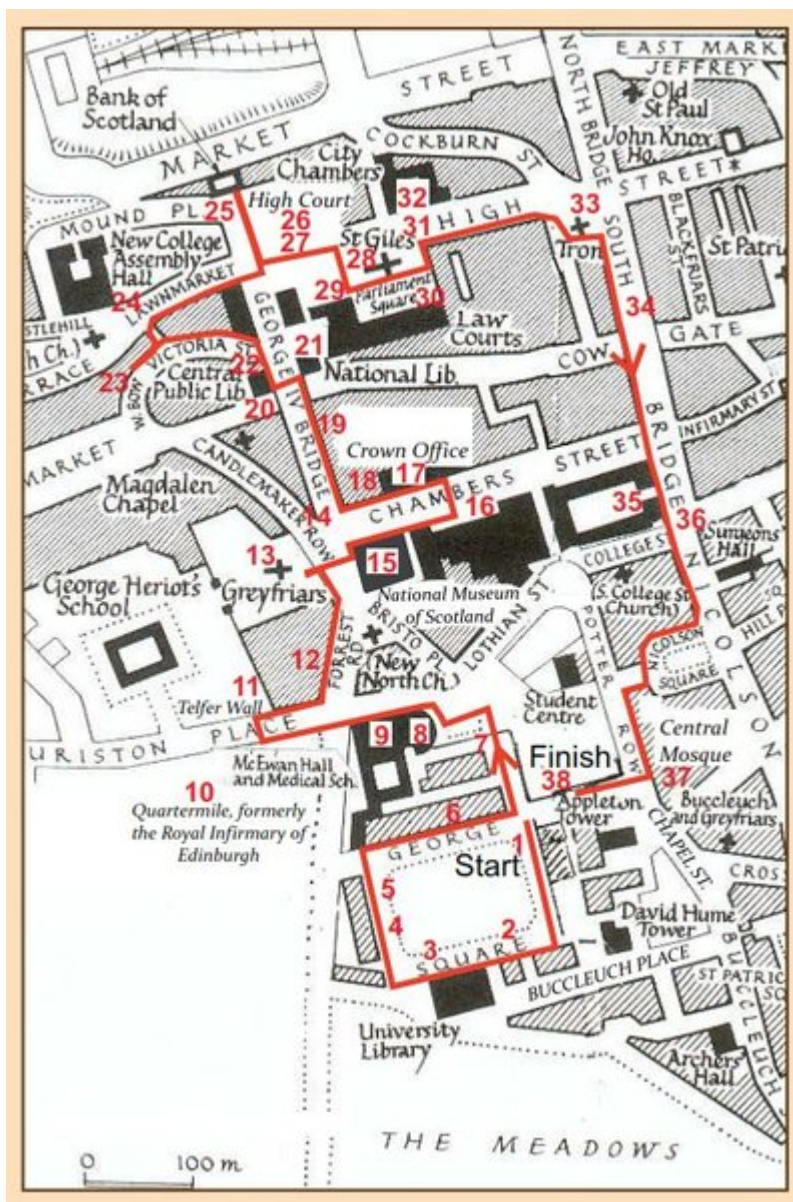 EAST MARKE
JEFFREY
NORTH BRIDGE
STREET
Old
St Paul
John Knox
Ho.
STREET*
Bank of
Scotland
MARKET
COCKBURN ST
City
Chambers
32
33
MOUND PL
25
High Court
26
27
31
HIGH
St Giles
28
Tron
SOUTH
BLACKFRIARS
ST
St Patri
New College
Assembly
Hall
24
LAWNMARKET
29
Parliament
Square
30
34
STLEHILL
h Ch.)
GEORGE
21
Law
Courts
GATE
VICTORIA ST
22
COW
RRACE
23
W. BOW
Central
Public Lib
National Lib.
20
IV BRIDGE
19
BRIDGE
INFIRMARY ST
MARKET
CANDLEMAKER ROW
Crown Office
18
17
STREET
Magdalen
Chapel
14
CHAMBERS
16
35
36
Surgeons
Hall
13
15
COLLEGE S
George Heriot's
School
Greyfriars
National Museum
of Scotland
(S. College St
Church)
NICOLSON
HILL P
BRISTO PL
LOTHIAN ST
POTTER
ROW
NICOLSON
SQUARE
12
FORREST
RD
(New
North Ch.)
11
Telfer Wall
Student
Centre
URISTON PLACE
9
8
7
Central
Mosque
Finish
McEwan Hall
and Medical Sch.
10
38
37
Quartermile, formerly
the Royal Infirmary of
Edinburgh
6
Appleton
Tower
Buccleuch
and Greyfriars
GEORGE
1
CHAPEL ST.
CROSS
Start
5
4
David Hume
Tower
3
2
SQUARE
BUCCLEUCH PLACE
ST PATRIC
SQ
BUCCLEUCH
University
Library
Archers'
Hall
THE MEADOWS
0
100 m